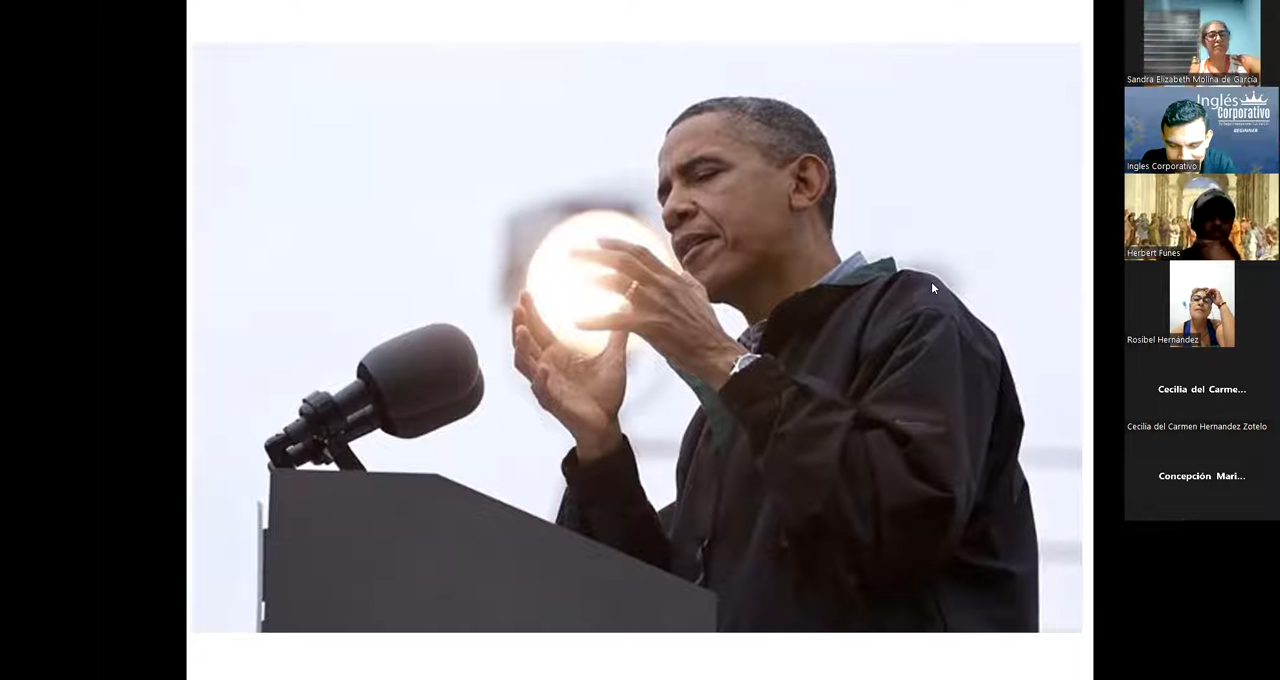 Sandra Elizabeth Molina de García
Inglés
Corporativo
BEGINNER
Ingles Corporativo
Herbert Funes
Rosibel Hernandez
Cecilia del Carme...
Cecilia del Carmen Hernandez Zotelo
Concepción Mari...